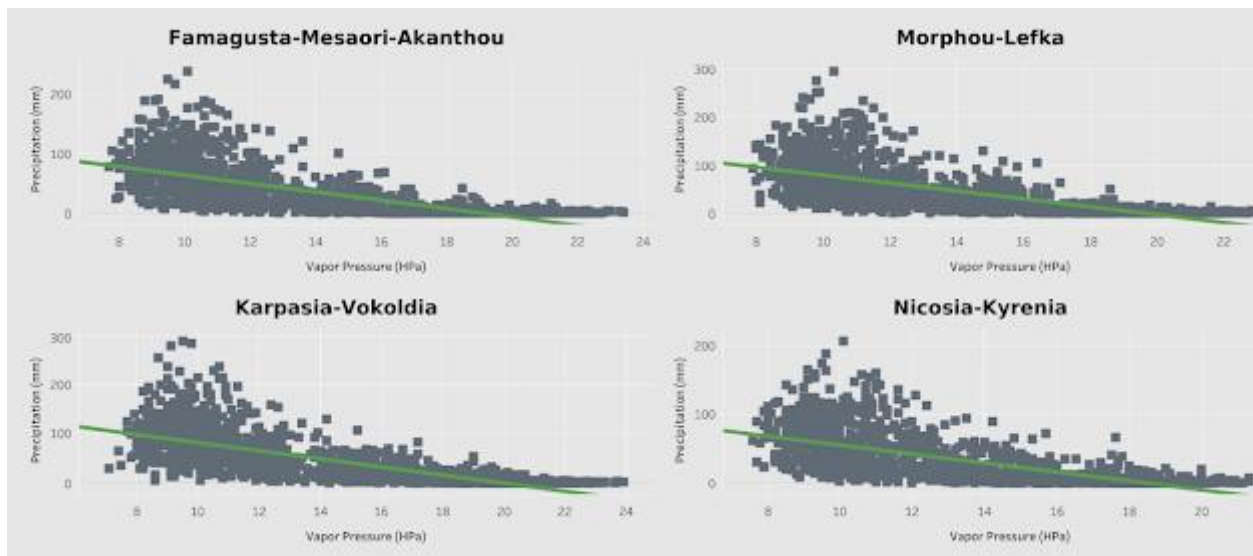 Famagusta-Mesaori-Akanthou
Precipitation (mm)
200
100
0
8 10 12 14 16 18 20 22 24
Vapor Pressure (HPa)
Morphou-Lefka
Precipitation (mm)
300
200
100
0
8 10 12 14 16 18 20 22
Vapor Pressure (HPa)
Karpasia-Vokoldia
Precipitation (mm)
300
200
100
0
8 10 12 14 16 18 20 22 24
Vapor Pressure (HPa)
Nicosia-Kyrenia
Precipitation (mm)
200
100
0
8 10 12 14 16 18 20
Vapor Pressure (HPa)